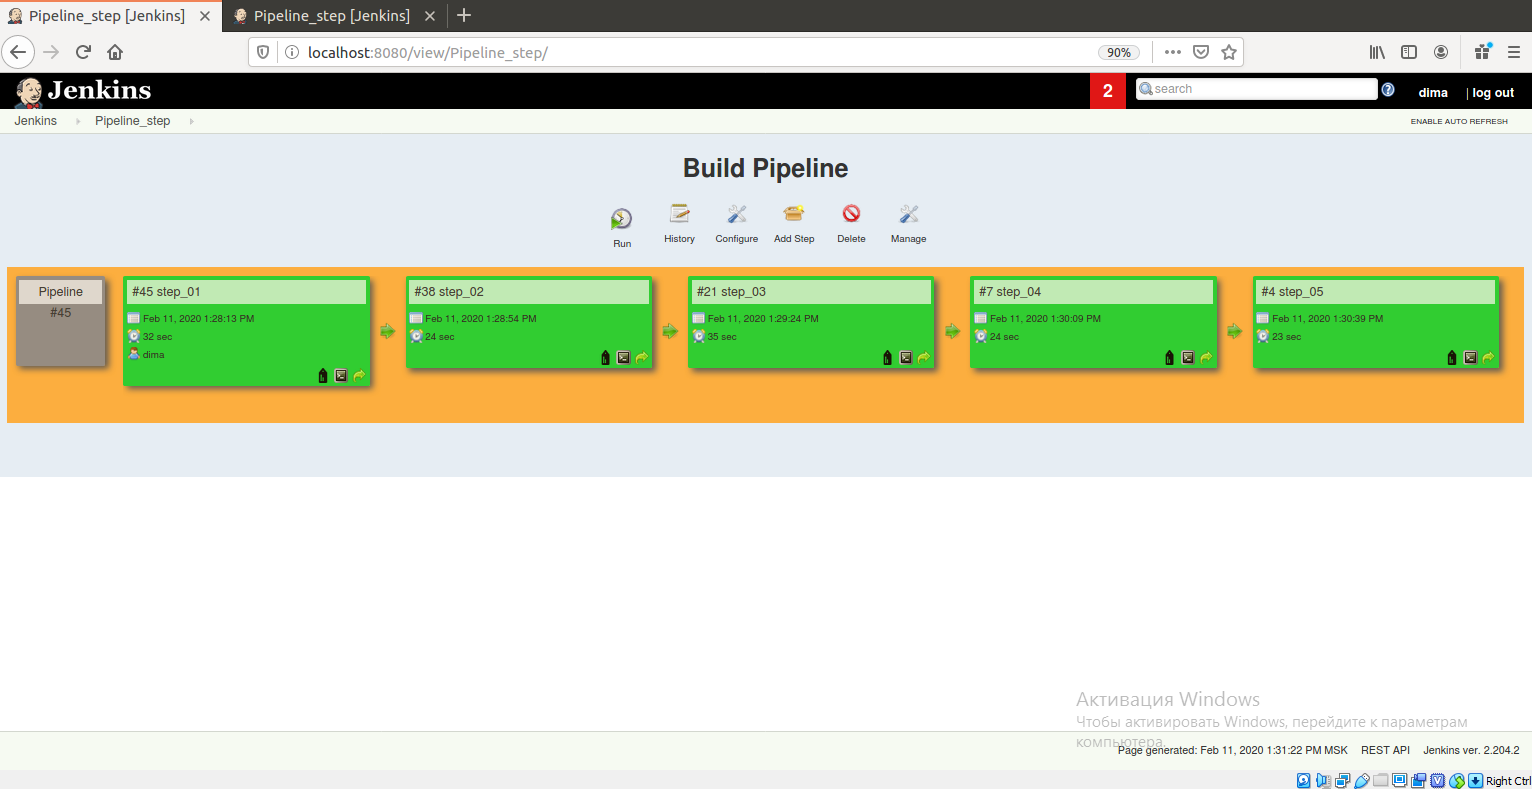 Pipeline_step [Jenkins]
Pipeline_step [Jenkins]
localhost:8080/view/Pipeline_step/
90%
Jenkins
2
search
dima
| log out
Jenkins
Pipeline_step
ENABLE AUTO REFRESH
Build Pipeline
Run
History
Configure
Add Step
Delete
Manage
Pipeline
#45
#45 step_01
Feb 11, 2020 1:28:13 PM
32 sec
dima
#38 step_02
Feb 11, 2020 1:28:54 PM
24 sec
#21 step_03
Feb 11, 2020 1:29:24 PM
35 sec
#7 step_04
Feb 11, 2020 1:30:09 PM
24 sec
#4 step_05
Feb 11, 2020 1:30:39 PM
23 sec
Активация Windows
Чтобы активировать Windows, перейдите к параметрам
компьютера.
Page generated: Feb 11, 2020 1:31:22 PM MSK
REST API
Jenkins ver. 2.204.2
Right Ctrl